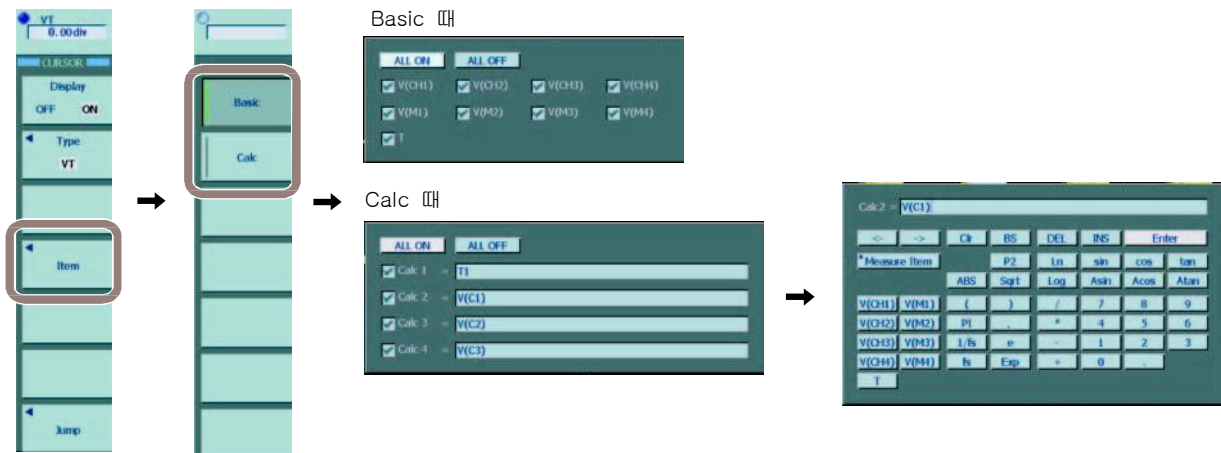 VT
0.00div
CURSOR
Display
OFF ON
Type
VT
Item
Jump
Basic
Calc
Basic 때
ALL ON ALL OFF
V(CH1) V(CH2) V(CH3) V(CH4)
V(M1) V(M2) V(M3) V(M4)
T
Calc 때
ALL ON ALL OFF
Calc 1 = T1
Calc 2 = V(C1)
Calc 3 = V(C2)
Calc 4 = V(C3)
Calc2 = V(C1)
<- -> Clr BS DEL INS Enter
Measure Item P2 Ln sin cos tan
ABS Sqrt Log Asin Acos Atan
V(CH1) V(M1) ( ) / 7 8 9
V(CH2) V(M2) PI , * 4 5 6
V(CH3) V(M3) 1/fs e - 1 2 3
V(CH4) V(M4) fs Exp + 0 .
T